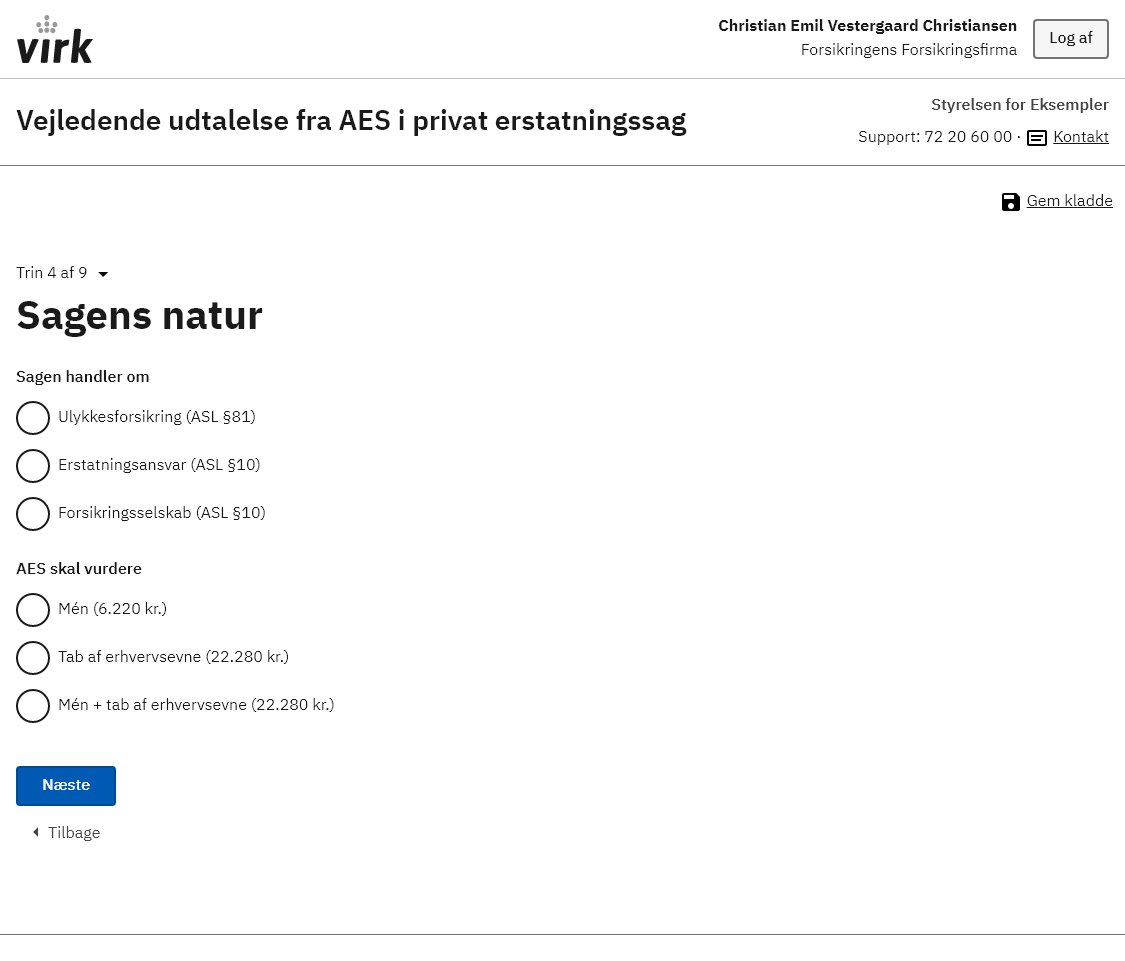 virk
Christian Emil Vestergaard Christiansen
Forsikringens Forsikringsfirma
Log af
Vejledende udtalelse fra AES i privat erstatningssag
Styrelsen for Eksempler
Support: 72 20 60 00 · Kontakt
Gem kladde
Trin 4 af 9
Sagens natur
Sagen handler om
Ulykkesforsikring (ASL §81)
Erstatningsansvar (ASL §10)
Forsikringsselskab (ASL §10)
AES skal vurdere
Mén (6.220 kr.)
Tab af erhvervsevne (22.280 kr.)
Mén + tab af erhvervsevne (22.280 kr.)
Næste
Tilbage